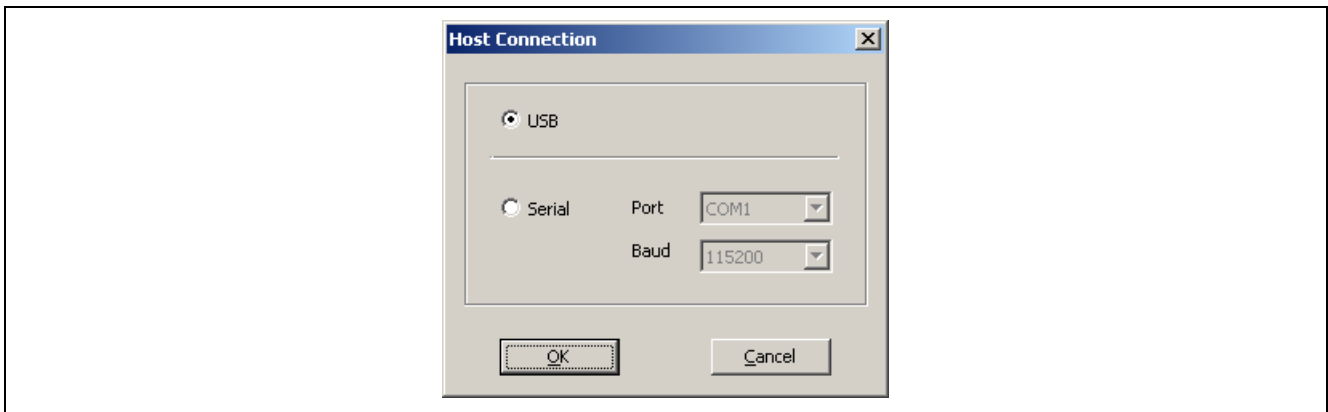 Host Connection
USB
Serial Port COM1
Baud 115200
OK Cancel